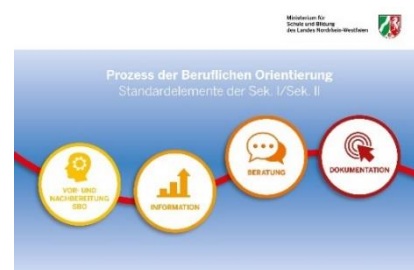 Ministerium für
Schule und Bildung
des Landes Nordrhein-Westfalen
Prozess der Beruflichen Orientierung
Standardelemente der Sek. I/Sek. II
VOR- UND
NACHBEREITUNG
BBO
INFORMATION
BERATUNG
DOKUMENTATION